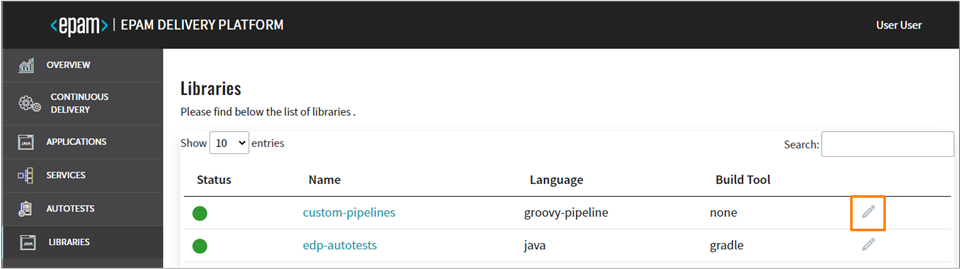 <epam> | EPAM DELIVERY PLATFORM
User User
OVERVIEW
CONTINUOUS
DELIVERY
APPLICATIONS
SERVICES
AUTOTESTS
LIBRARIES
Libraries
Please find below the list of libraries .
Show 10 entries
Search:
Status Name Language Build Tool
custom-pipelines groovy-pipeline none
edp-autotests java gradle